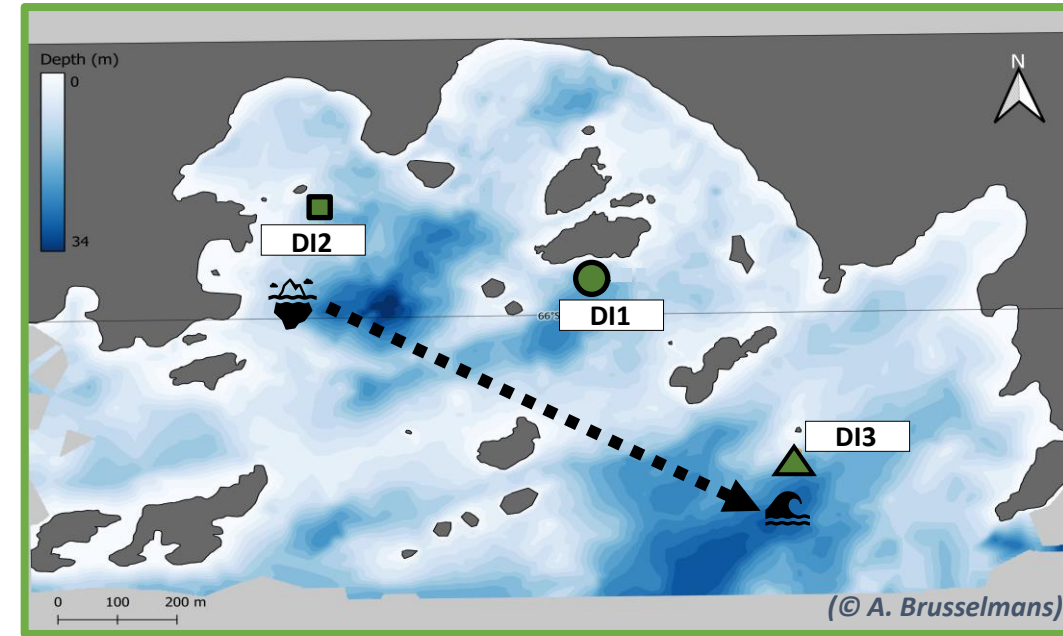 Depth (m)
0
34
N
DI2
66°S
DI1
DI3
0 100 200 m
(© A. Brusselmans)